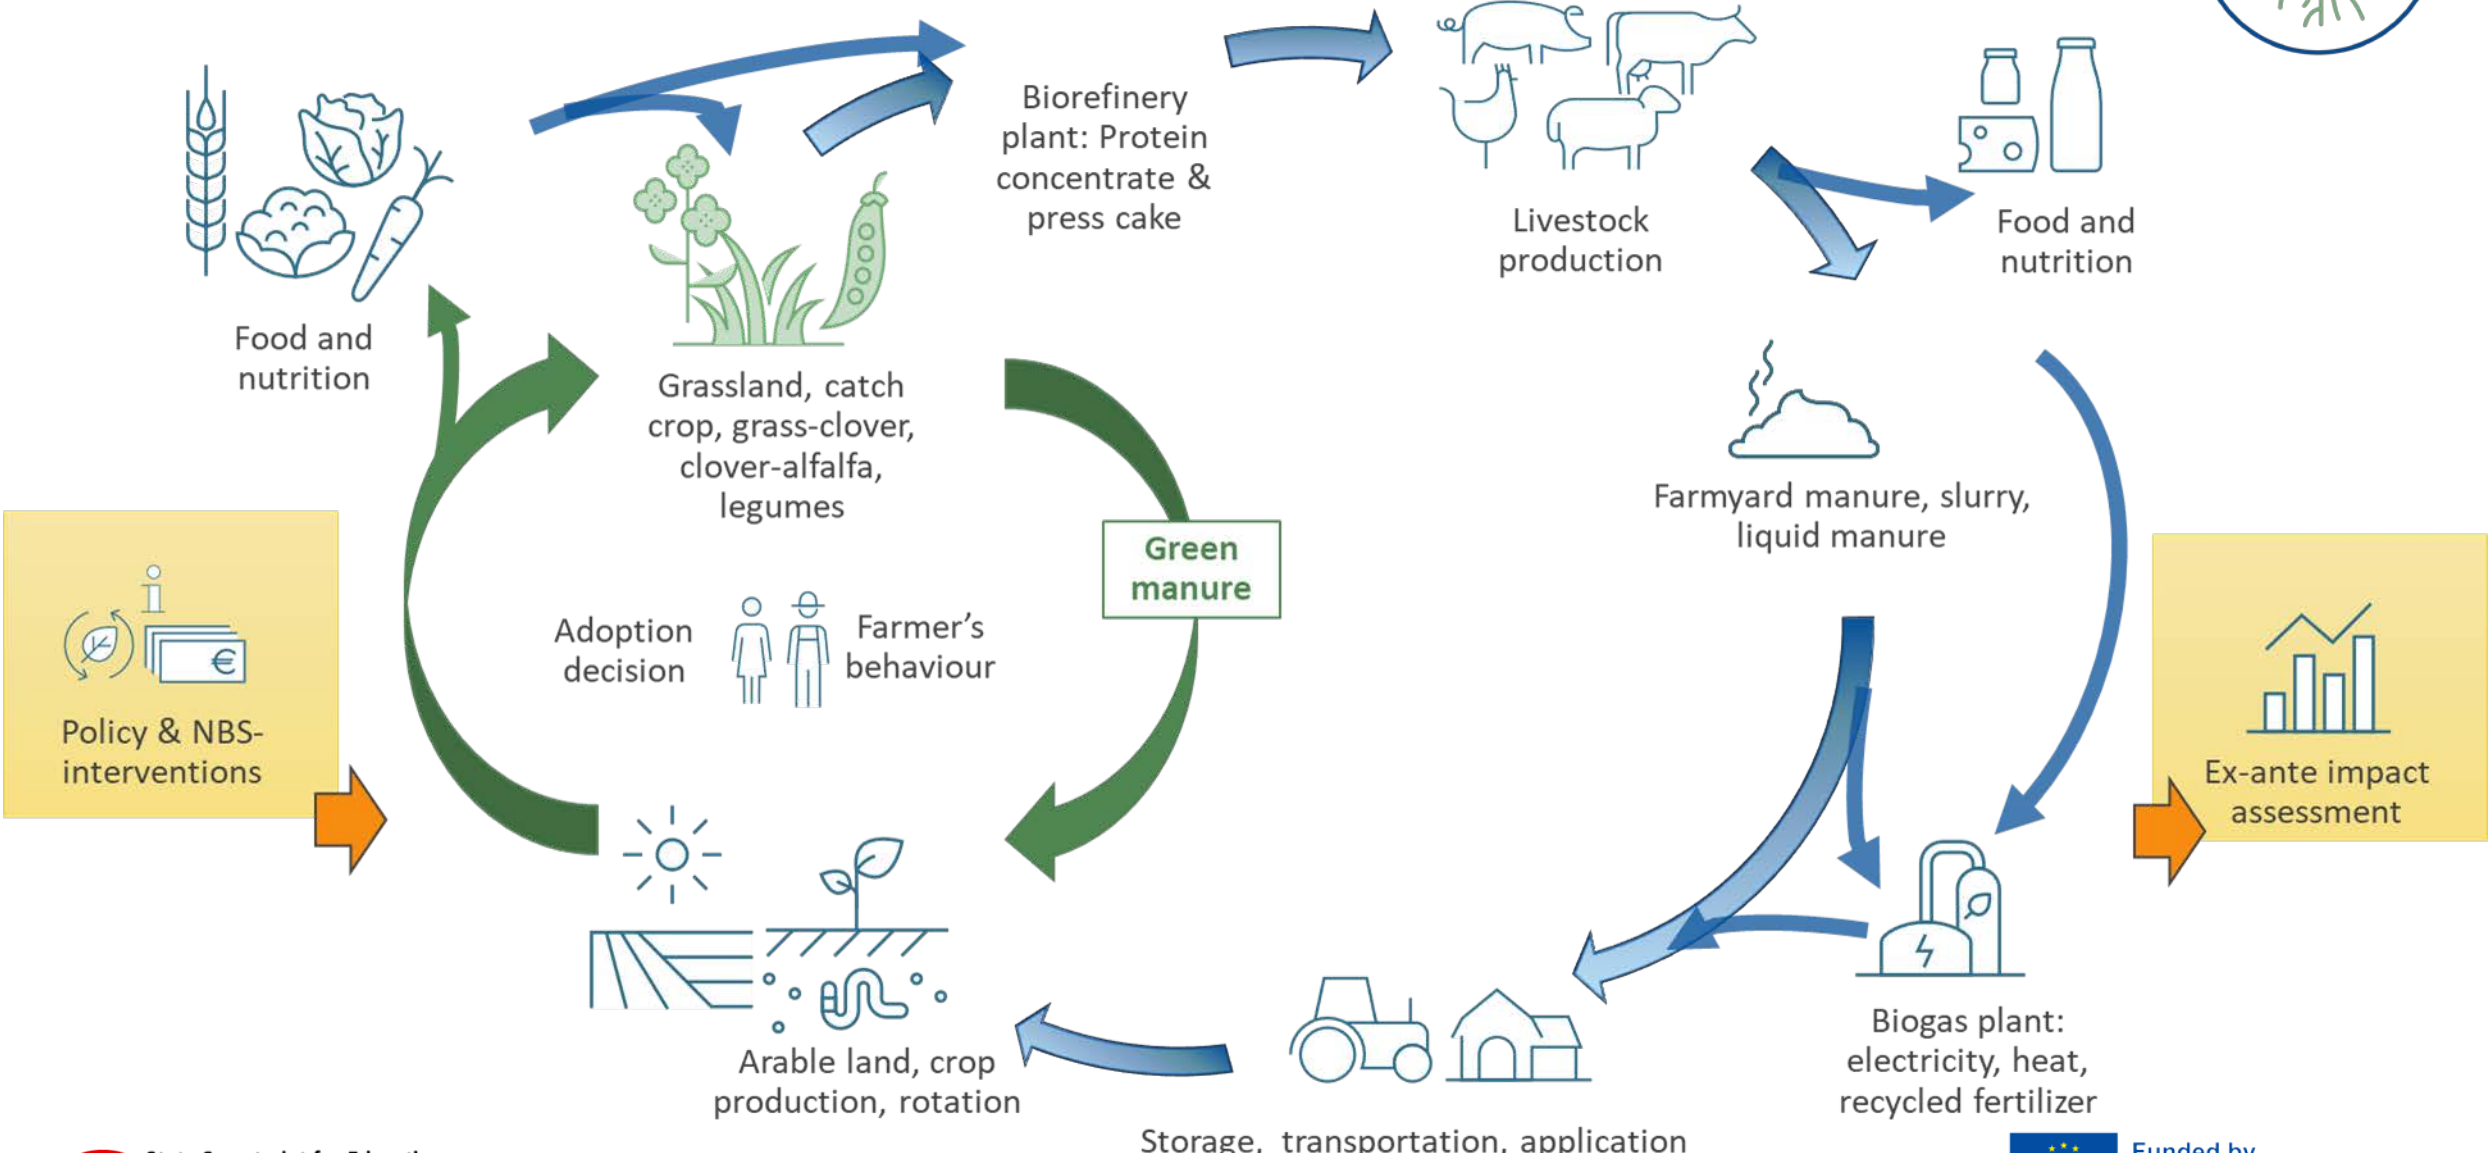 Biorefinery
plant: Protein
concentrate &
press cake
Livestock
production
Food and
nutrition
Food and
nutrition
Grassland, catch
crop, grass-clover,
clover-alfalfa,
legumes
Farmyard manure, slurry,
liquid manure
Green
manure
Adoption
decision
Farmer’s
behaviour
Policy & NBS-
interventions
Ex-ante impact
assessment
Arable land, crop
production, rotation
Biogas plant:
electricity, heat,
recycled fertilizer
Storage, transportation, application
Funded by